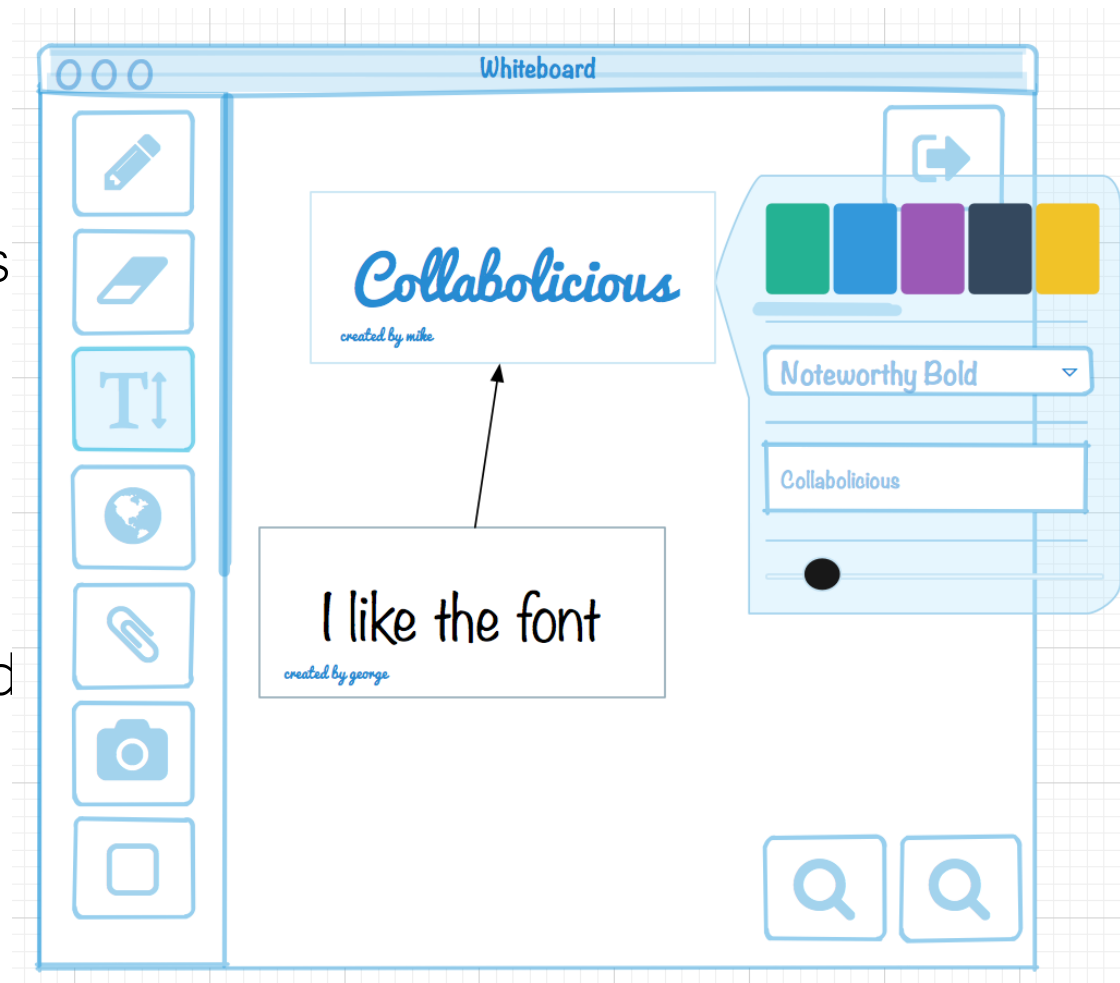 Whiteboard
s
Collabolicious
created by mike
Noteworthy Bold
Collabolicious
T
I like the font
created by george
d